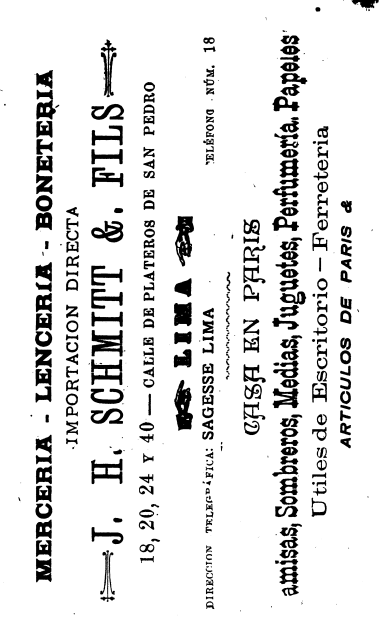 MERCERIA - LENCERÍA - BONETERIA
IMPORTACION DIRECTA
J. H. SCHMITT &. FILS
18, 20, 24 Y 40 — CALLE DE PLATEROS DE SAN PEDRO
LIMA
DIRECCION TELEGRÁFICA: SAGESSE LIMA TELÉFONO NÚM. 18
CASA EN PARIS
amisas, Sombreros, Medias, Juguetes, Perfumería, Papeles
Utiles de Escritorio — Ferreteria
ARTICULOS DE PARIS &